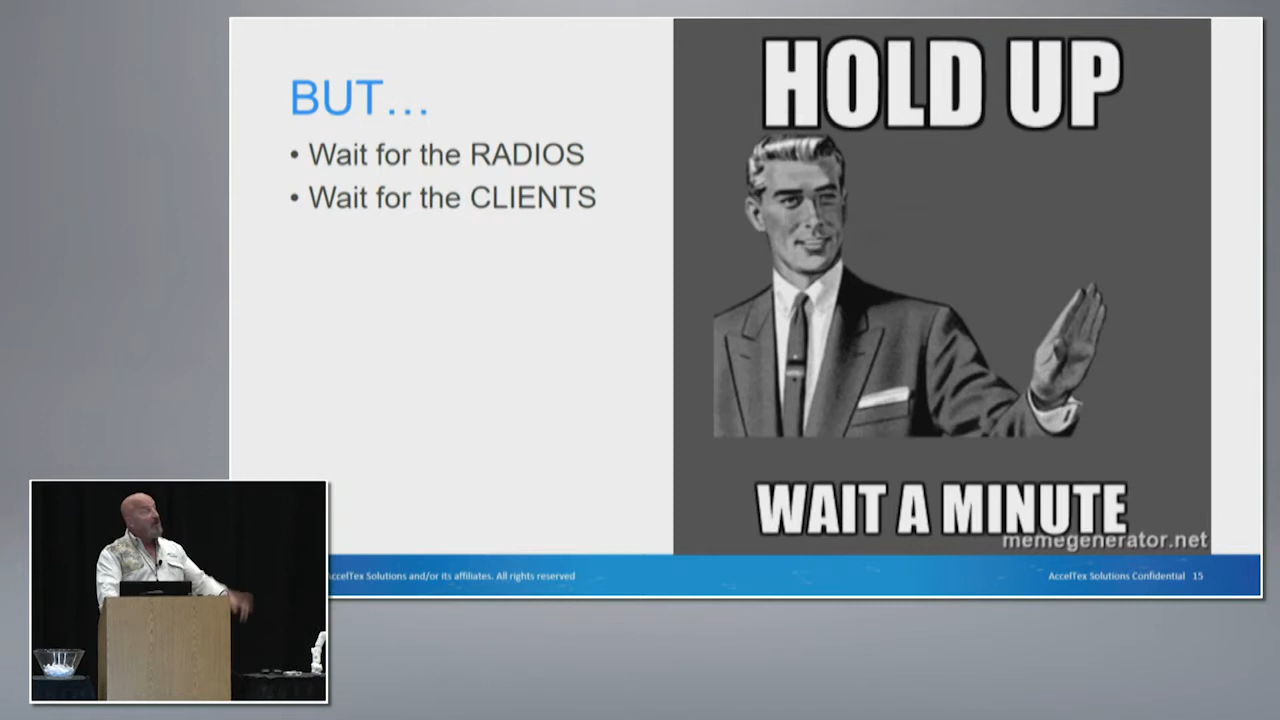 BUT...
• Wait for the RADIOS
• Wait for the CLIENTS
HOLD UP
WAIT A MINUTE
memegenerator.net
AccelTex Solutions and/or its affiliates. All rights reserved
AccelTex Solutions Confidential 15